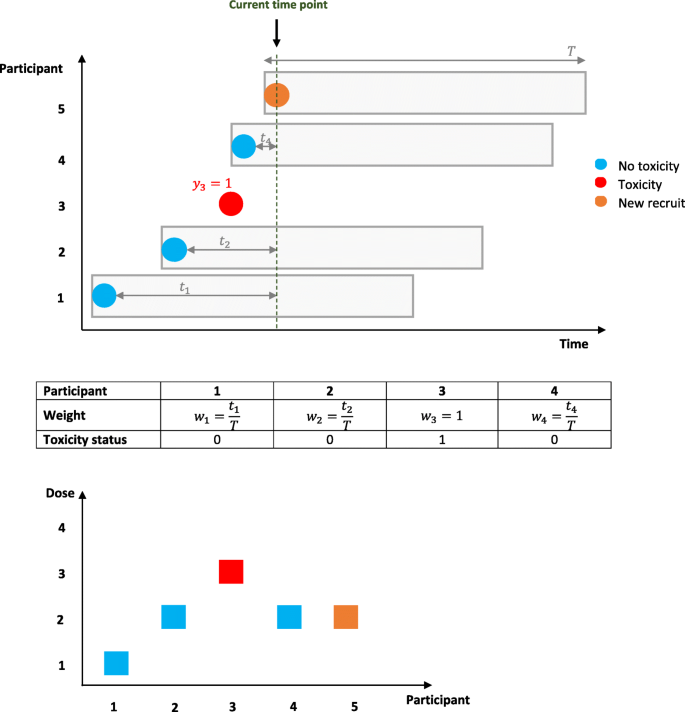 Current time point
Participant
T
5
t₄
4
No toxicity
y₃ = 1
Toxicity
3
New recruit
t₂
2
t₁
1
Time
Participant 1 2 3 4
Weight w₁ = t₁/T w₂ = t₂/T w₃ = 1 w₄ = t₄/T
Toxicity status 0 0 1 0
Dose
4
3
2
1
Participant
1 2 3 4 5